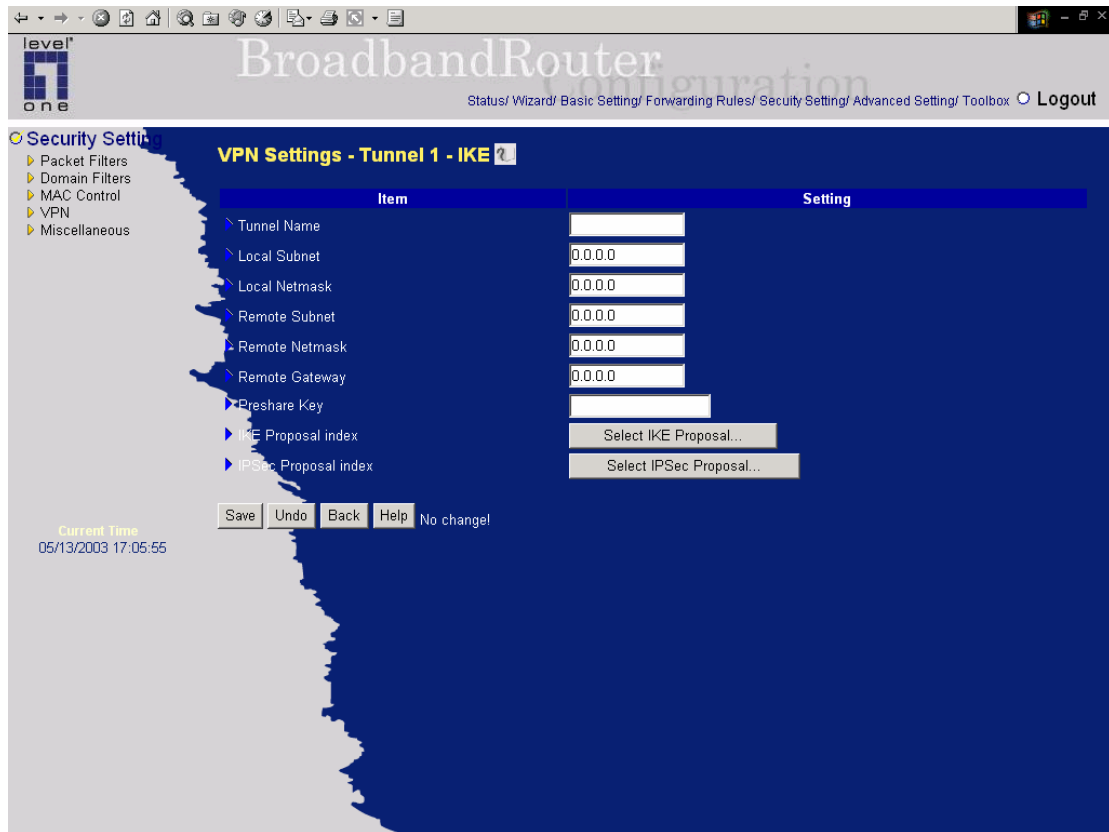 level
one
BroadbandRouter
Configuration
Status/ Wizard/ Basic Setting/ Forwarding Rules/ Secuity Setting/ Advanced Setting/ Toolbox Logout
Security Setting
Packet Filters
Domain Filters
MAC Control
VPN
Miscellaneous
VPN Settings - Tunnel 1 - IKE
Item Setting
Tunnel Name
Local Subnet 0.0.0.0
Local Netmask 0.0.0.0
Remote Subnet 0.0.0.0
Remote Netmask 0.0.0.0
Remote Gateway 0.0.0.0
Preshare Key
IKE Proposal index Select IKE Proposal...
IPSec Proposal index Select IPSec Proposal...
Save Undo Back Help No change!
Current Time
05/13/2003 17:05:55